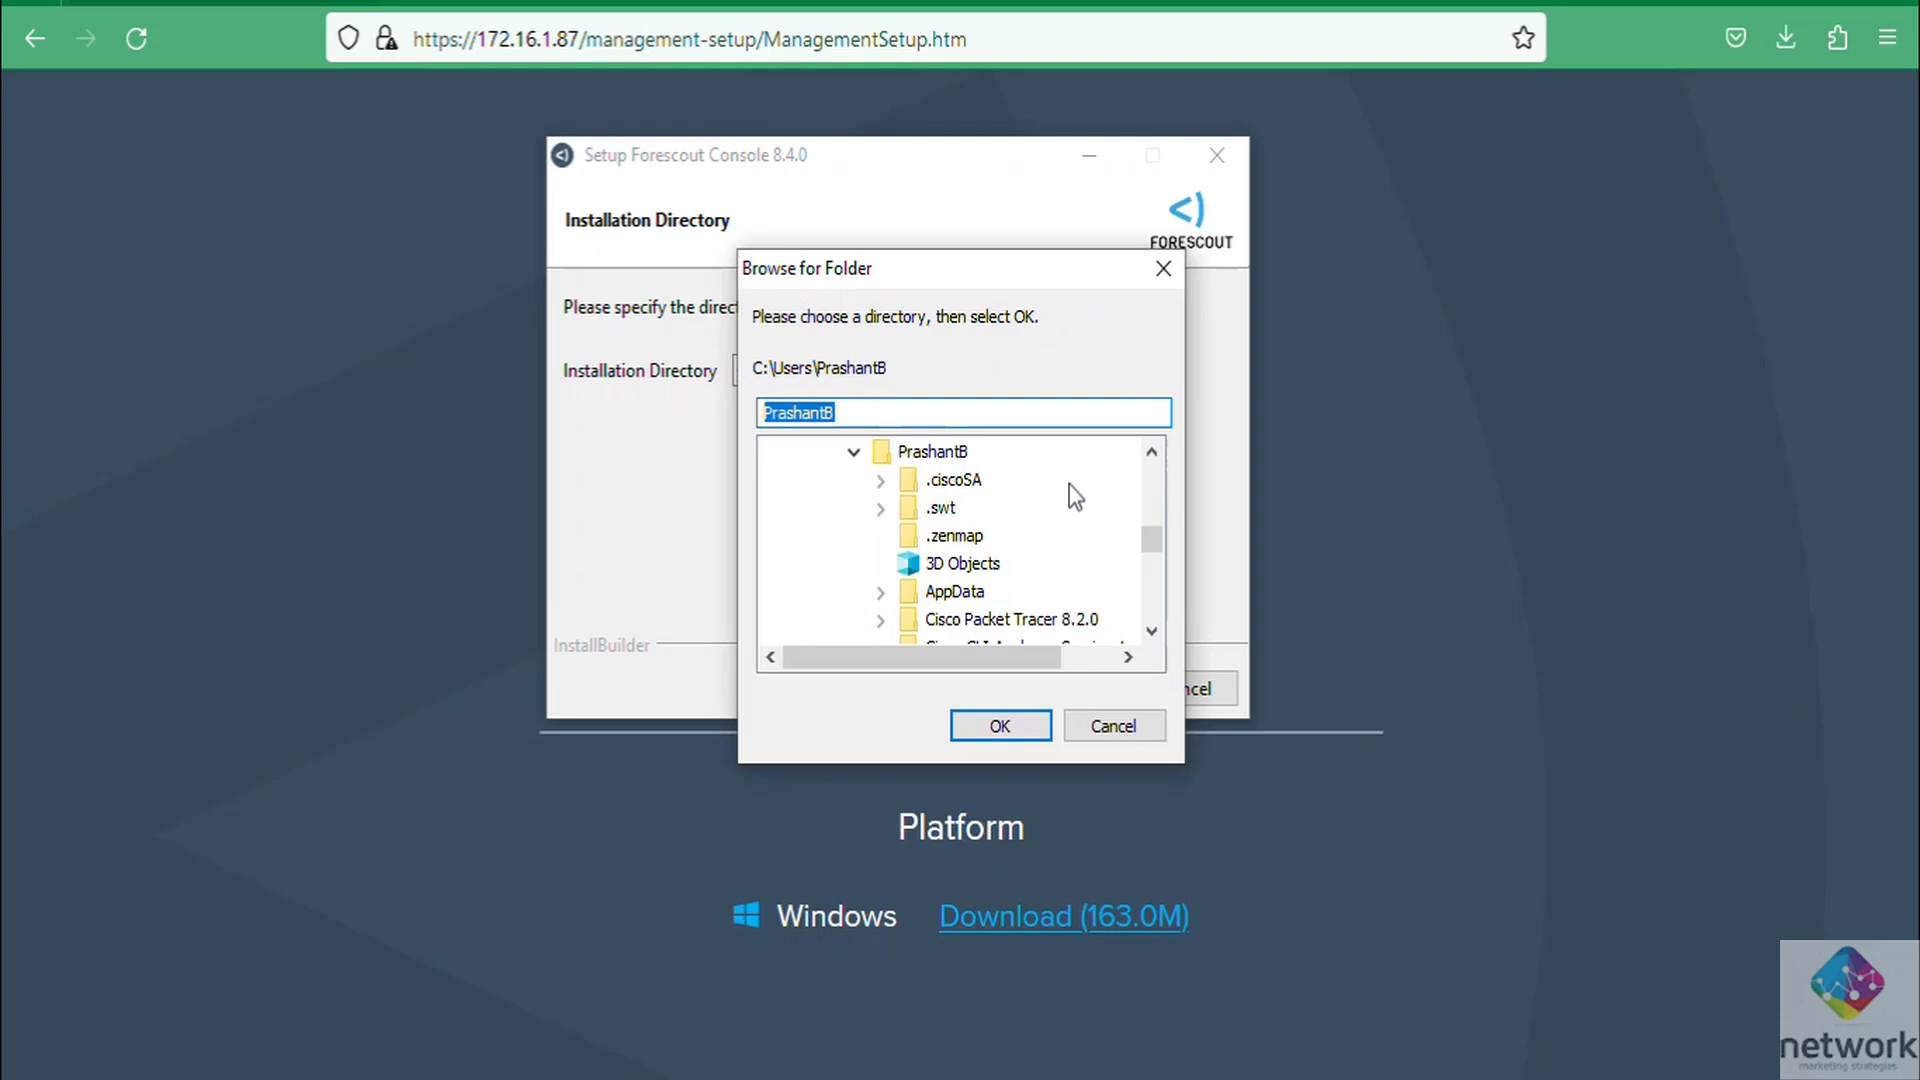 https://172.16.1.87/management-setup/ManagementSetup.htm
Setup Forescout Console 8.4.0
Installation Directory
FORESCOUT
Browse for Folder
Please specify the direct
Please choose a directory, then select OK.
Installation Directory
C:\Users\PrashantB
PrashantB
PrashantB
.ciscoSA
.swt
.zenmap
3D Objects
AppData
Cisco Packet Tracer 8.2.0
InstallBuilder
ncel
OK
Cancel
Platform
Windows
Download (163.0M)
network
marketing strategies